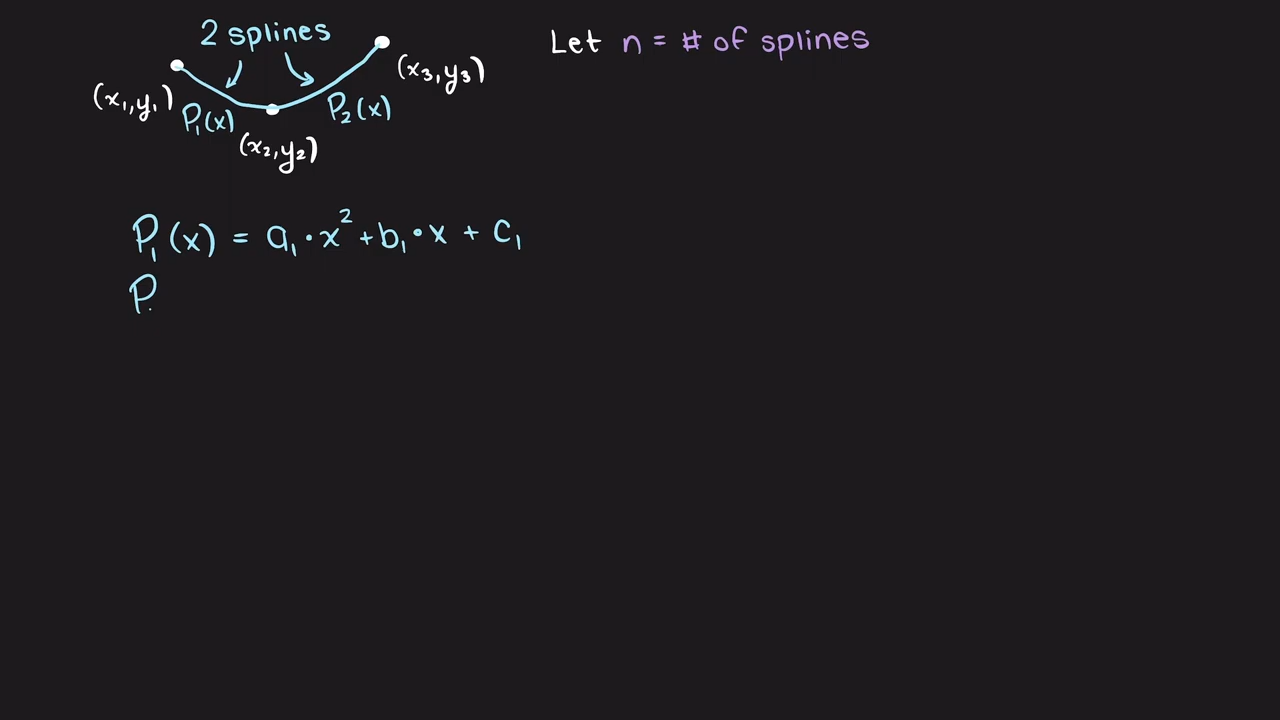 2 splines
Let n = # of splines
(x₁,y₁)
P₁(x)
(x₂,y₂)
P₂(x)
(x₃,y₃)
P₁(x) = a₁·x² + b₁·x + c₁
P